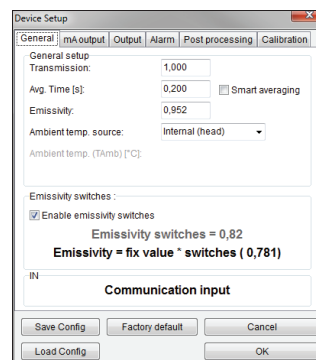 Device Setup
General mA output Output Alarm Post processing Calibration
General setup
Transmission: 1,000
Avg. Time [s]: 0,200 Smart averaging
Emissivity: 0,952
Ambient temp. source: Internal (head)
Ambient temp. (TAmb) [°C]:
Emissivity switches :
Enable emissivity switches
Emissivity switches = 0,82
Emissivity = fix value * switches ( 0,781)
IN
Communication input
Save Config Factory default Cancel
Load Config OK